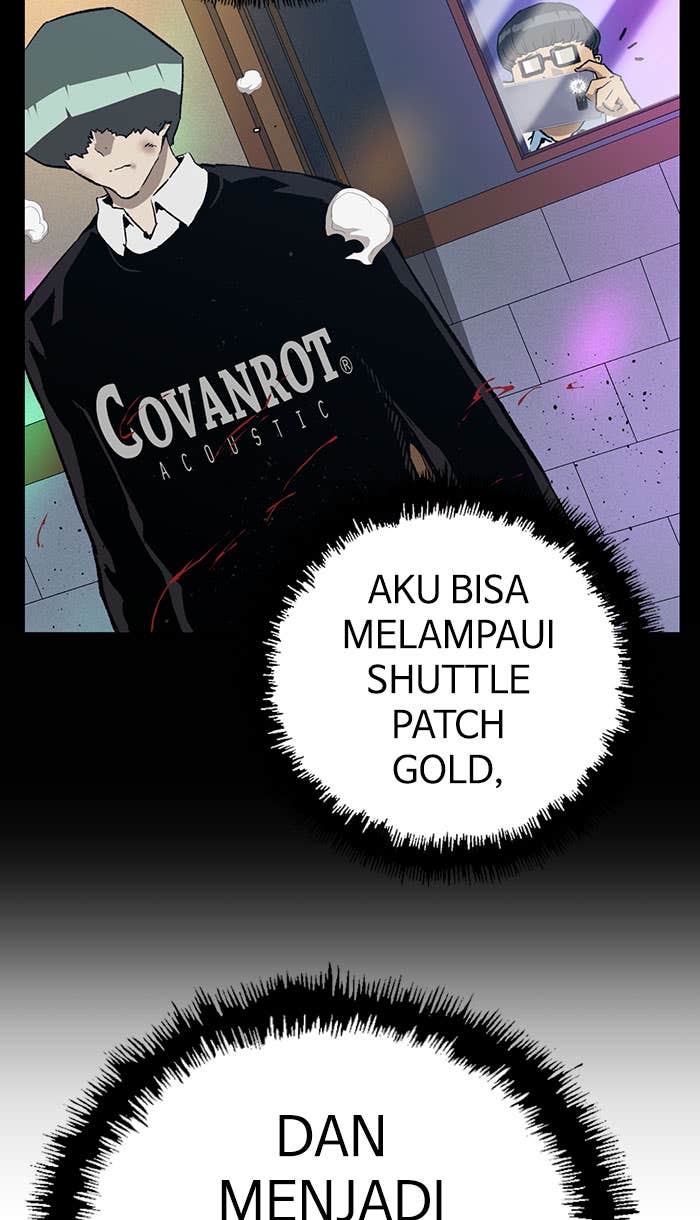 COVANROT®
ACOUSTIC
AKU BISA
MELAMPAUI
SHUTTLE
PATCH
GOLD,
DAN
MENJADI